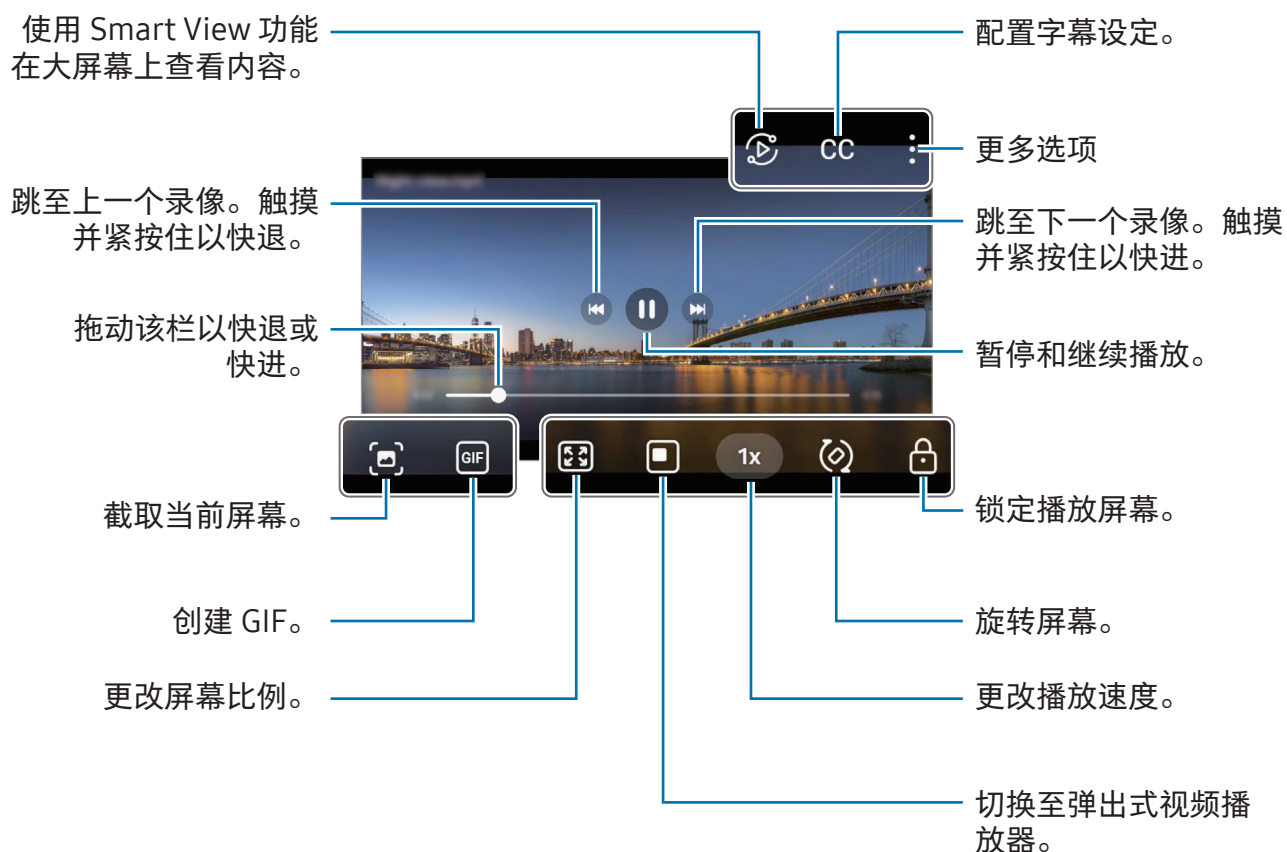 使用 Smart View 功能
在大屏幕上查看内容。
配置字幕设定。
CC
更多选项
跳至上一个录像。触摸
并紧按住以快退。
跳至下一个录像。触摸
并紧按住以快进。
拖动该栏以快退或
快进。
暂停和继续播放。
GIF
1x
截取当前屏幕。
锁定播放屏幕。
创建 GIF。
旋转屏幕。
更改屏幕比例。
更改播放速度。
切换至弹出式视频播
放器。